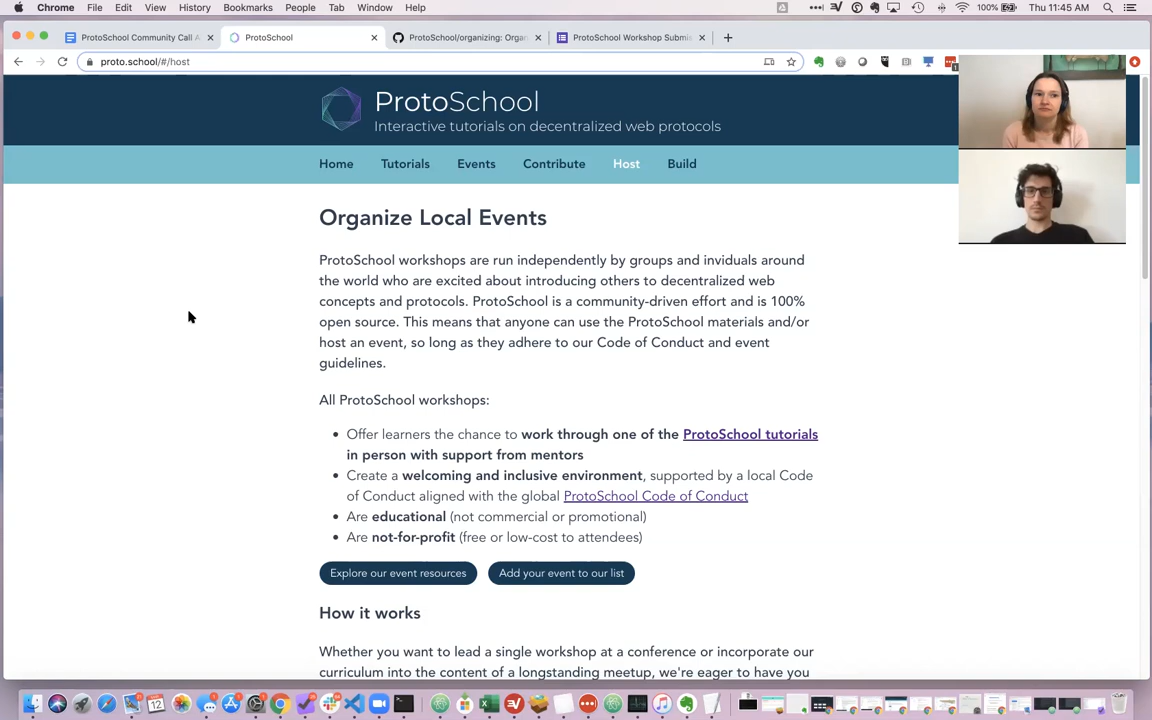 Chrome File Edit View History Bookmarks People Tab Window Help
100% Thu 11:45 AM
ProtoSchool Community Call A
ProtoSchool
ProtoSchool/organizing: Organ
ProtoSchool Workshop Submis
proto.school/#/host
ProtoSchool
Interactive tutorials on decentralized web protocols
Home Tutorials Events Contribute Host Build
Organize Local Events
ProtoSchool workshops are run independently by groups and inviduals around
the world who are excited about introducing others to decentralized web
concepts and protocols. ProtoSchool is a community-driven effort and is 100%
open source. This means that anyone can use the ProtoSchool materials and/or
host an event, so long as they adhere to our Code of Conduct and event
guidelines.
All ProtoSchool workshops:
Offer learners the chance to work through one of the ProtoSchool tutorials
in person with support from mentors
Create a welcoming and inclusive environment, supported by a local Code
of Conduct aligned with the global ProtoSchool Code of Conduct
Are educational (not commercial or promotional)
Are not-for-profit (free or low-cost to attendees)
Explore our event resources Add your event to our list
How it works
Whether you want to lead a single workshop at a conference or incorporate our
curriculum into the content of a longstanding meetup, we're eager to have you